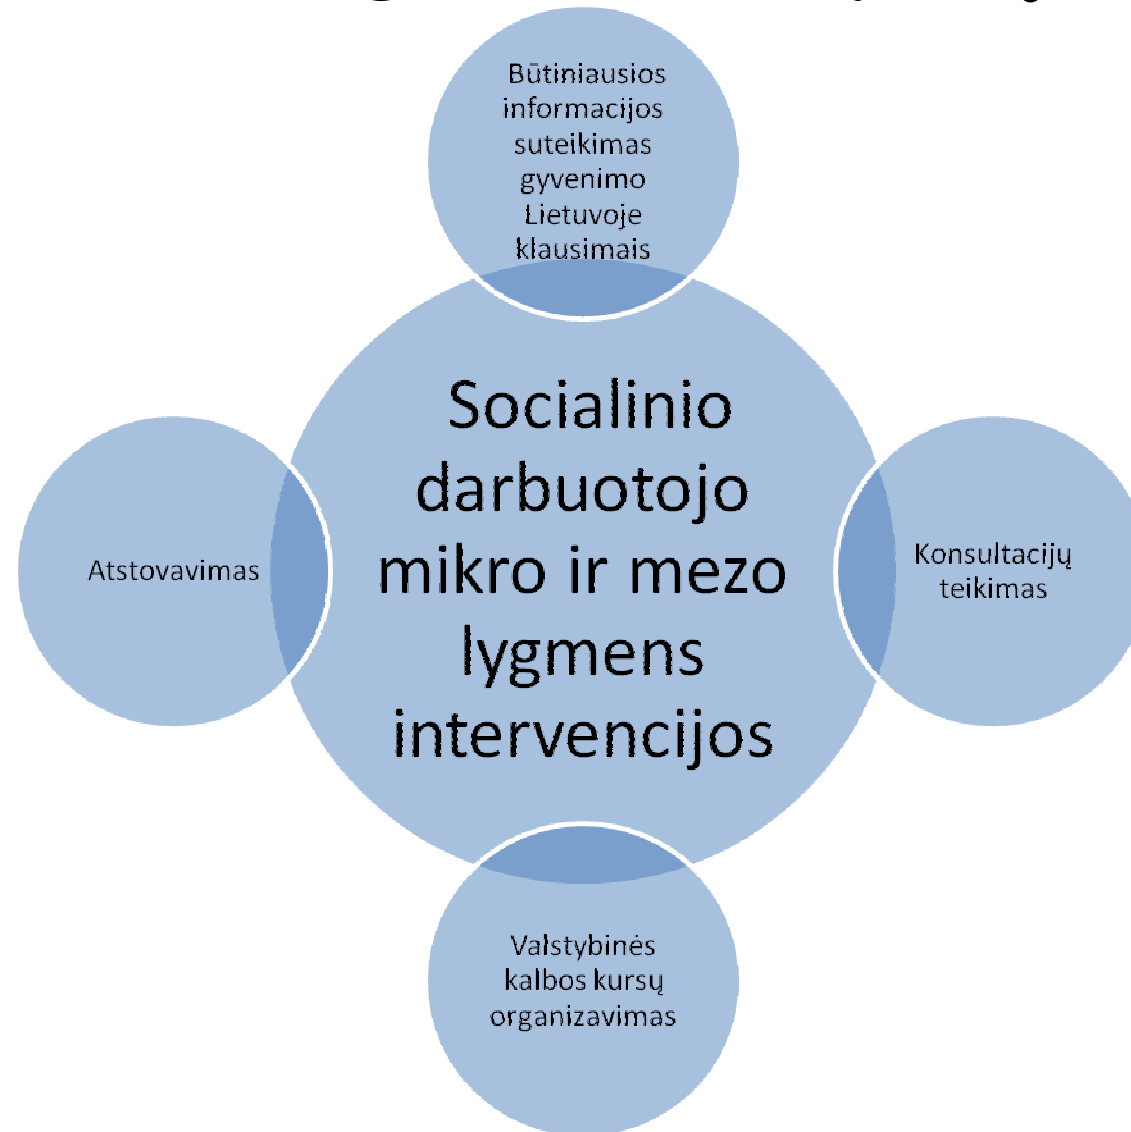 Būtiniausios
informacijos
suteikimas
gyvenimo
Lietuvoje
klausimais
Socialinio
darbuotojo
mikro ir mezo
lygmens
intervencijos
Atstovavimas
Konsultacijų
teikimas
Valstybinės
kalbos kursų
organizavimas